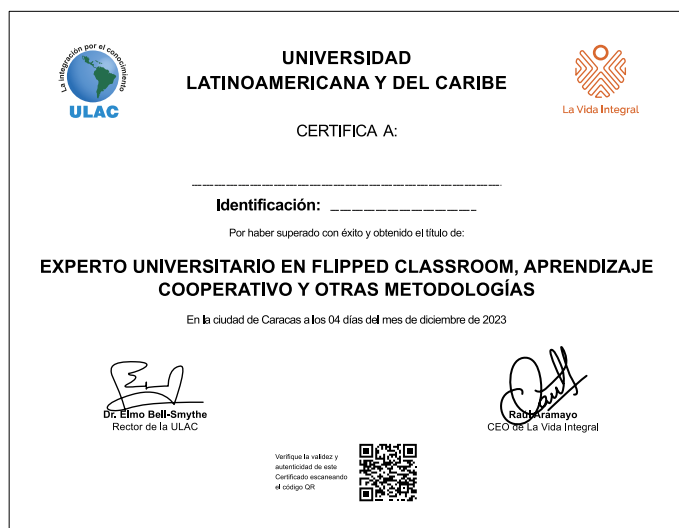 La integración por el conocimiento
ULAC
UNIVERSIDAD
LATINOAMERICANA Y DEL CARIBE
La Vida Integral
CERTIFICA A:
Identificación:
Por haber superado con éxito y obtenido el título de:
EXPERTO UNIVERSITARIO EN FLIPPED CLASSROOM, APRENDIZAJE
COOPERATIVO Y OTRAS METODOLOGÍAS
En la ciudad de Caracas a los 04 días del mes de diciembre de 2023
Dr. Elmo Bell-Smythe
Rector de la ULAC
Raúl Aramayo
CEO de La Vida Integral
Verifique la validez y
autenticidad de este
Certificado escaneando
el código QR